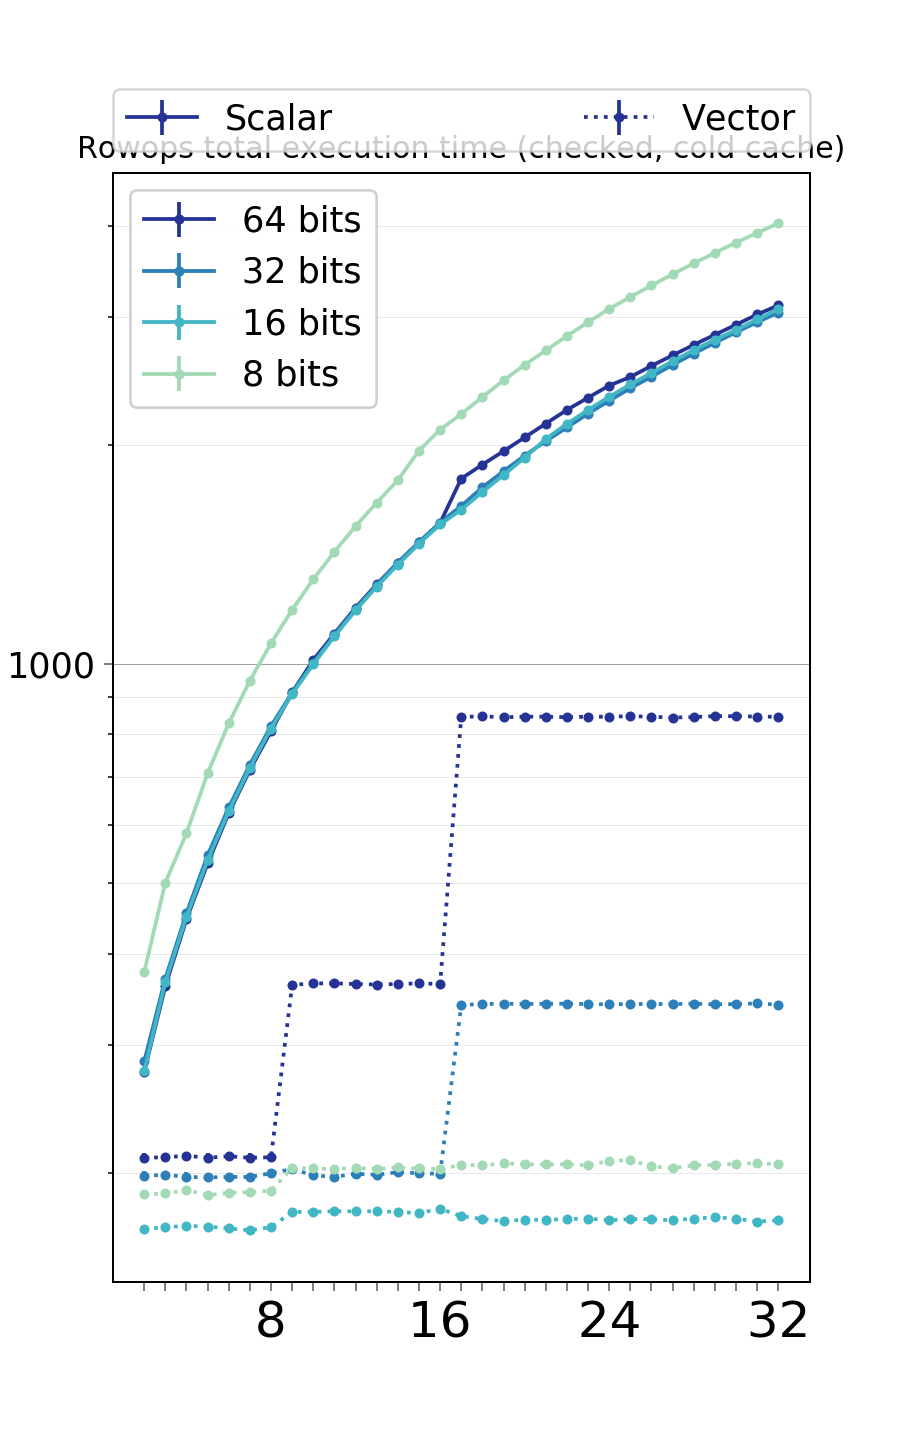 Scalar Vector
Rowops total execution time (checked, cold cache)
64 bits
32 bits
16 bits
8 bits
1000
8 16 24 32